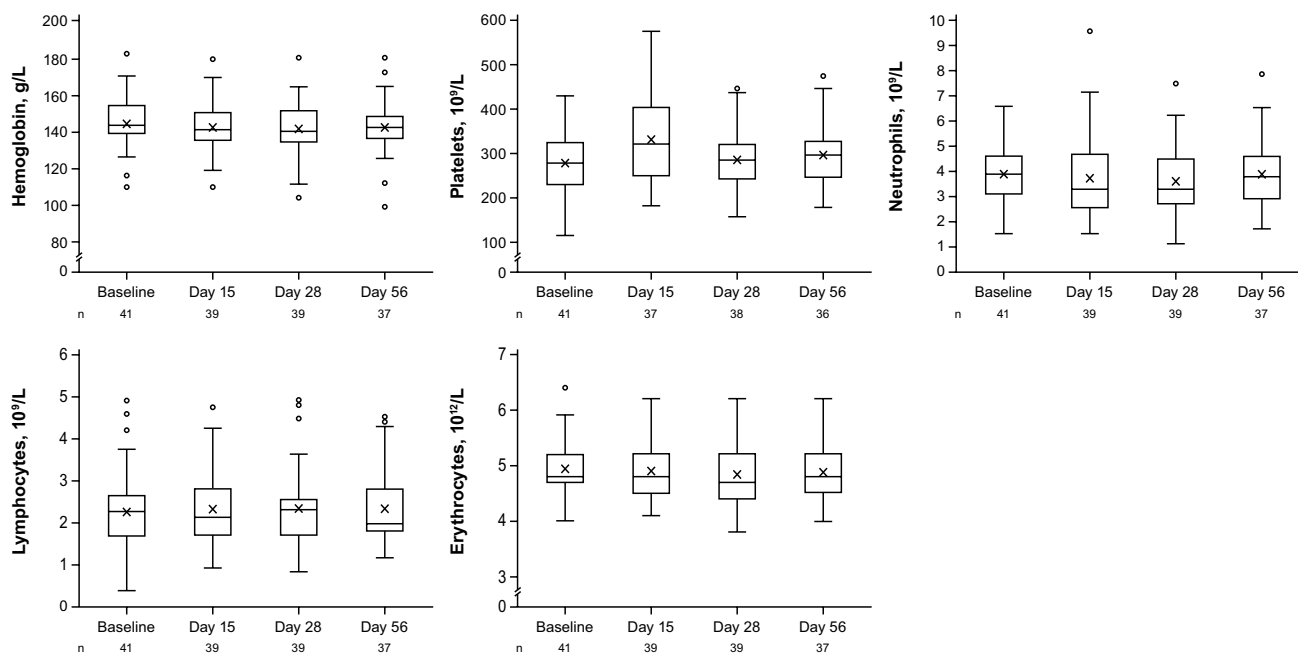 Hemoglobin, g/L
200
180
160
140
120
100
80
0
Baseline Day 15 Day 28 Day 56
n 41 39 39 37
Platelets, 10⁹/L
600
500
400
300
200
100
0
Baseline Day 15 Day 28 Day 56
n 41 37 38 36
Neutrophils, 10⁹/L
10
9
8
7
6
5
4
3
2
1
0
Baseline Day 15 Day 28 Day 56
n 41 39 39 37
Lymphocytes, 10⁹/L
6
5
4
3
2
1
0
Baseline Day 15 Day 28 Day 56
n 41 39 39 37
Erythrocytes, 10¹²/L
7
6
5
4
3
0
Baseline Day 15 Day 28 Day 56
n 41 39 39 37